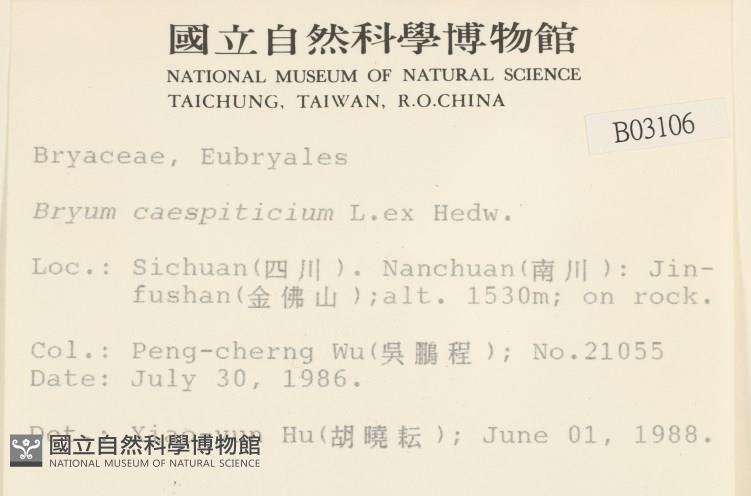 國立自然科學博物館
NATIONAL MUSEUM OF NATURAL SCIENCE
TAICHUNG, TAIWAN, R.O.CHINA
B03106
Bryaceae, Eubryales
Bryum caespiticium L.ex Hedw.
Loc.: Sichuan(四川). Nanchuan(南川): Jin-
fushan(金佛山);alt. 1530m; on rock.
Col.: Peng-cherng Wu(吳鵬程); No.21055
Date: July 30, 1986.
Det.: Xiao-yun Hu(胡曉耘); June 01, 1988.
國立自然科學博物館
NATIONAL MUSEUM OF NATURAL SCIENCE